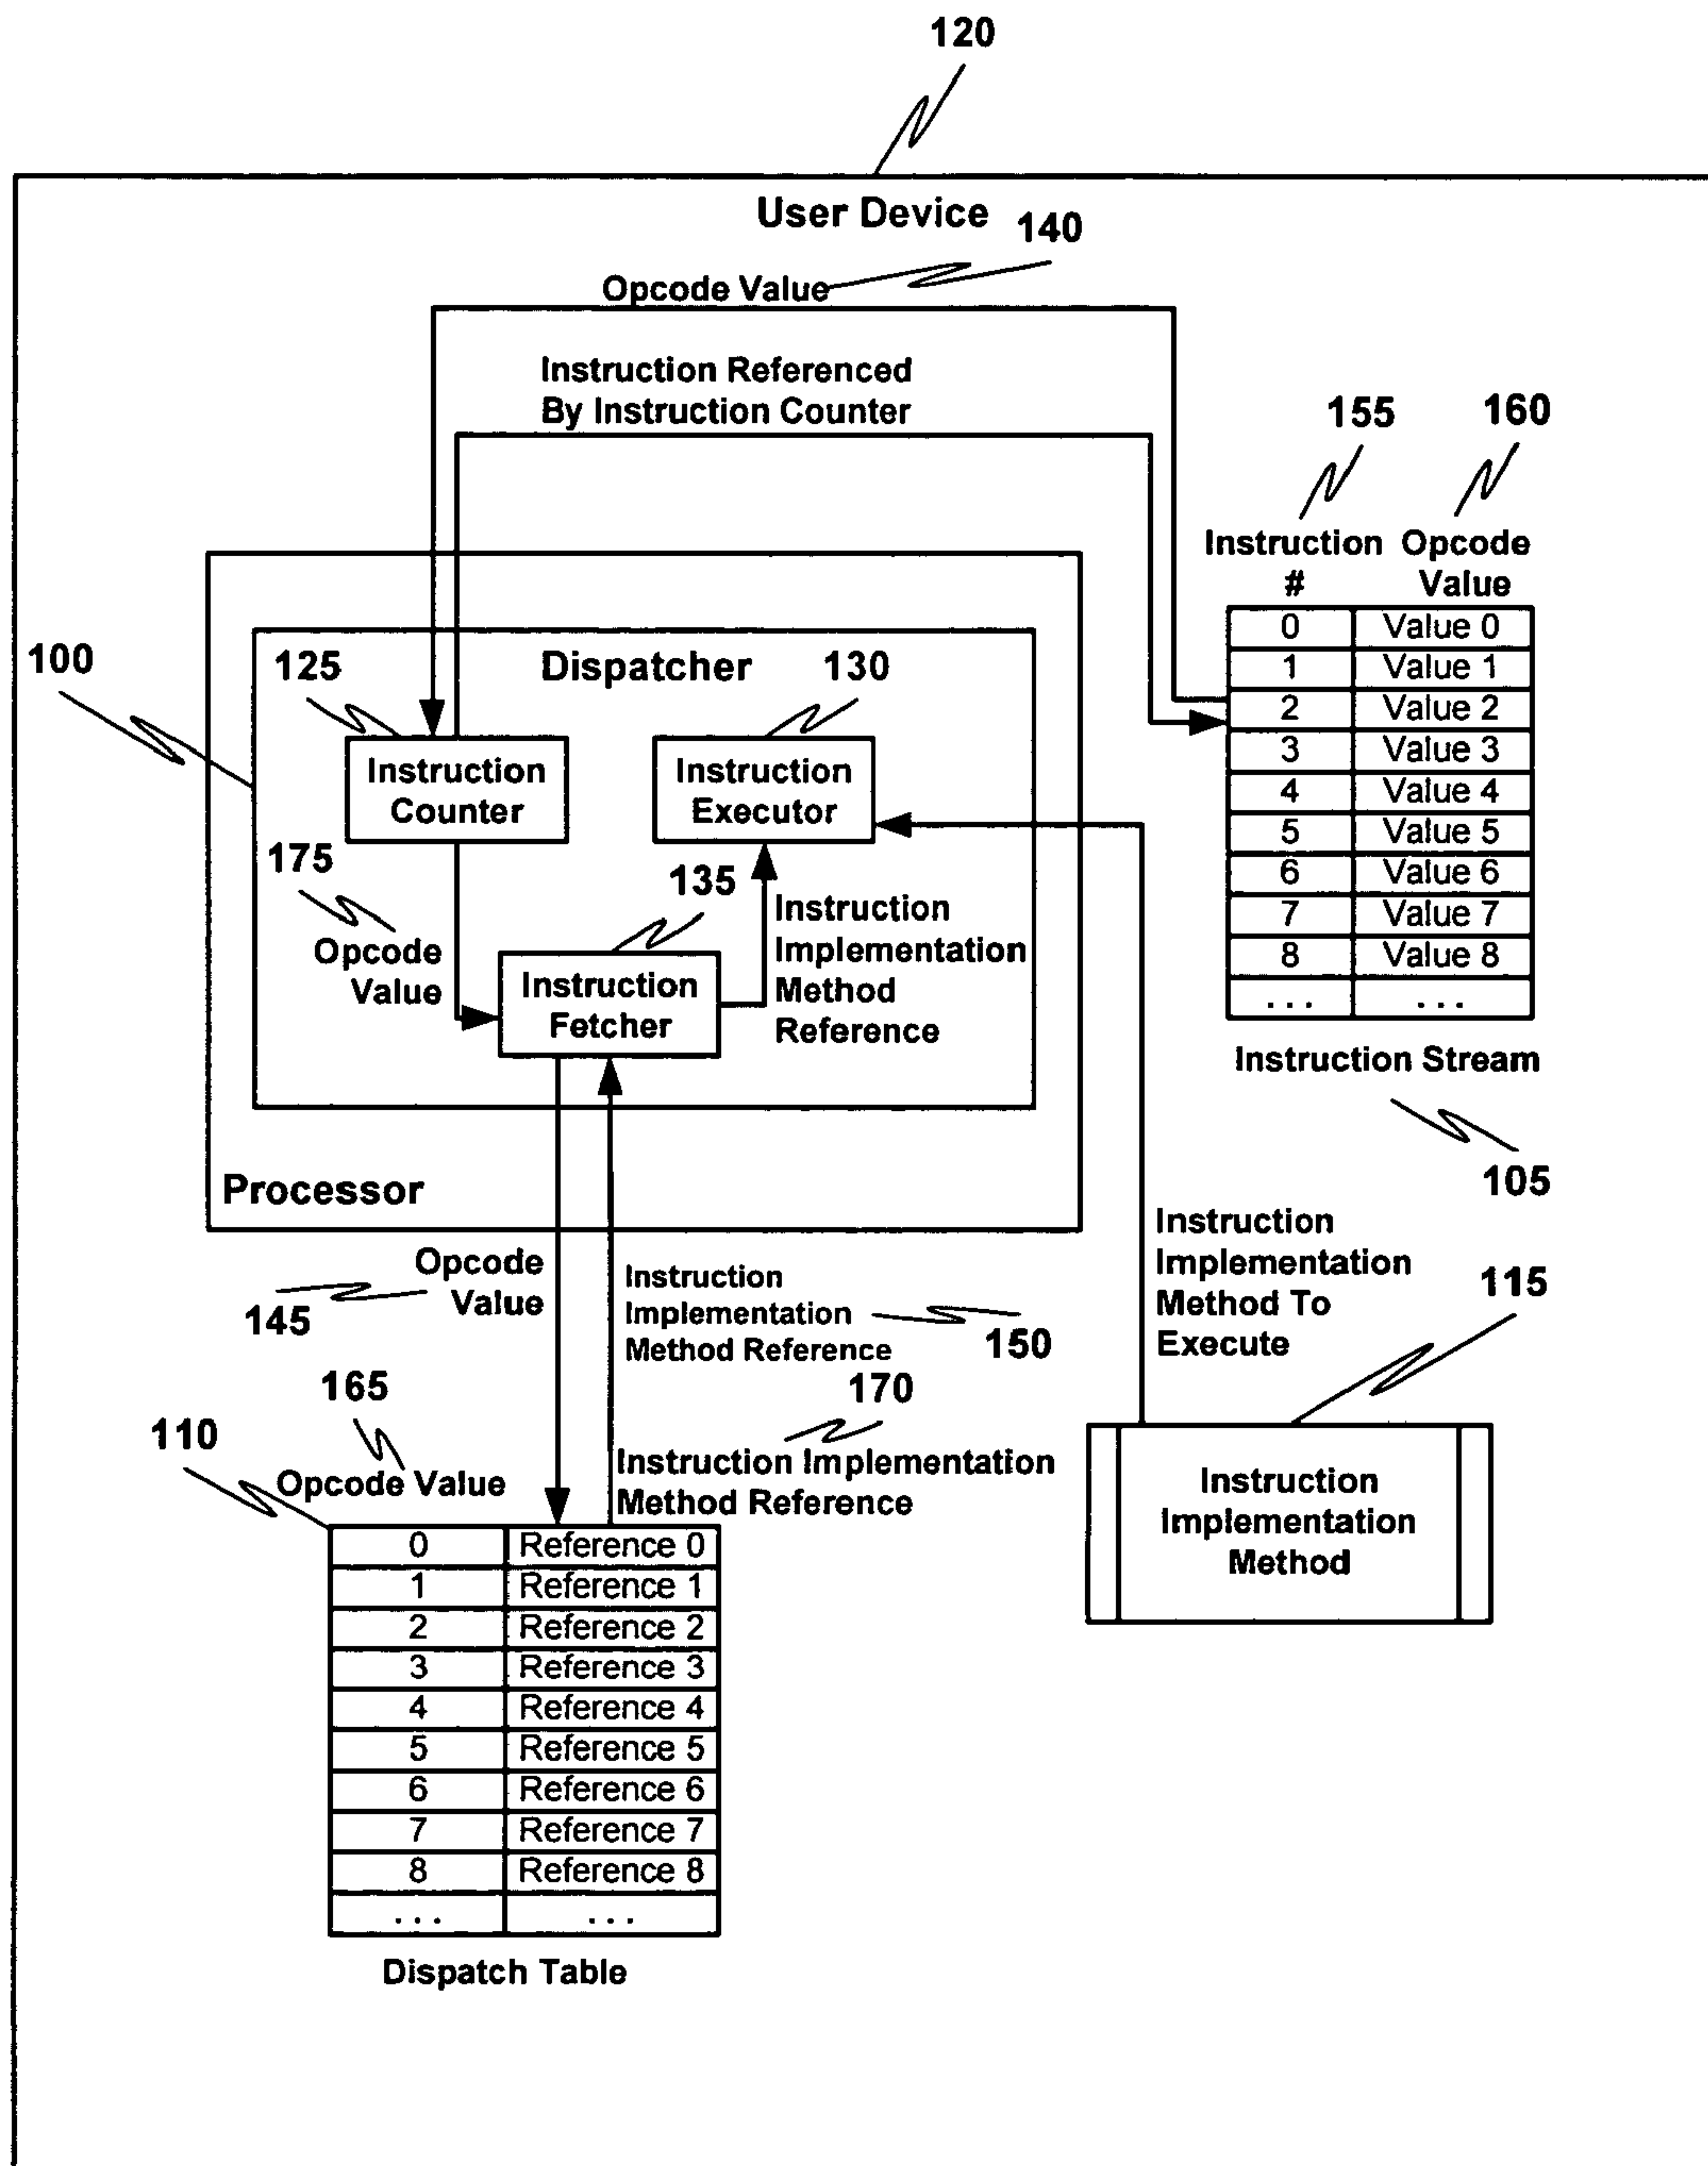 120
User Device
140
Opcode Value
Instruction Referenced
By Instruction Counter
155
160
Instruction
#
Opcode
Value
0 Value 0
1 Value 1
2 Value 2
3 Value 3
4 Value 4
5 Value 5
6 Value 6
7 Value 7
8 Value 8
... ...
Instruction Stream
105
100
125
Dispatcher
130
Instruction
Counter
Instruction
Executor
175
Opcode
Value
135
Instruction
Fetcher
Instruction
Implementation
Method
Reference
Processor
Opcode
Value
145
Instruction
Implementation
Method Reference
150
Instruction
Implementation
Method To
Execute
115
165
170
110
Opcode Value
Instruction Implementation
Method Reference
0 Reference 0
1 Reference 1
2 Reference 2
3 Reference 3
4 Reference 4
5 Reference 5
6 Reference 6
7 Reference 7
8 Reference 8
... ...
Dispatch Table
Instruction
Implementation
Method